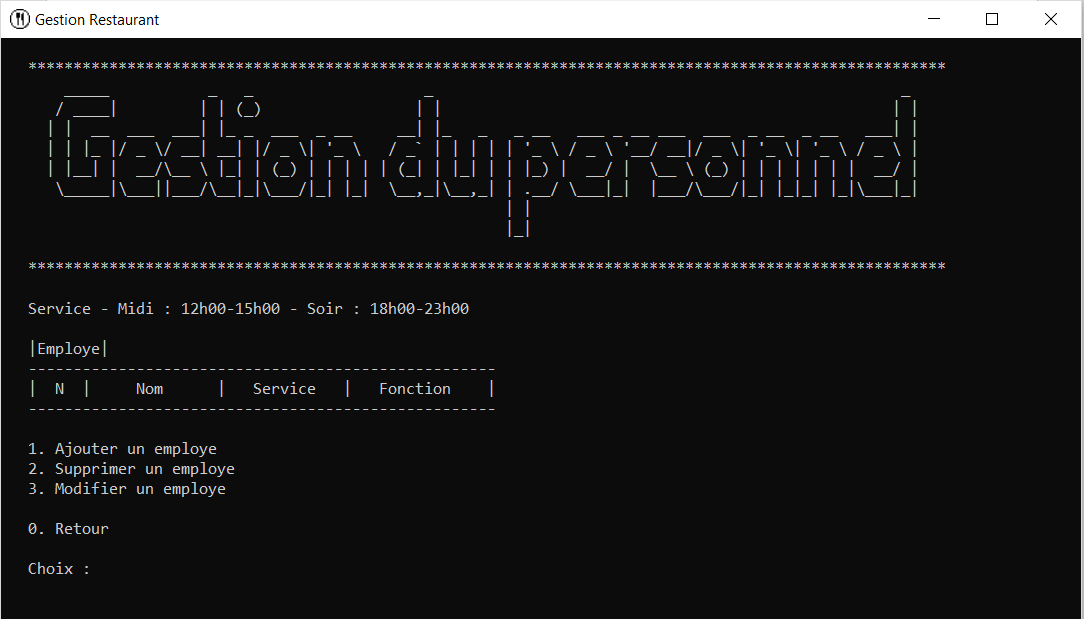 Gestion Restaurant
****************************************************************************************************** 
Gestion du personnel
******************************************************************************************************
Service - Midi : 12h00-15h00 - Soir : 18h00-23h00
|Employe|
----------------------------------------------------
|  N  |     Nom      |   Service   |   Fonction    |
----------------------------------------------------
1. Ajouter un employe
2. Supprimer un employe
3. Modifier un employe
0. Retour
Choix :